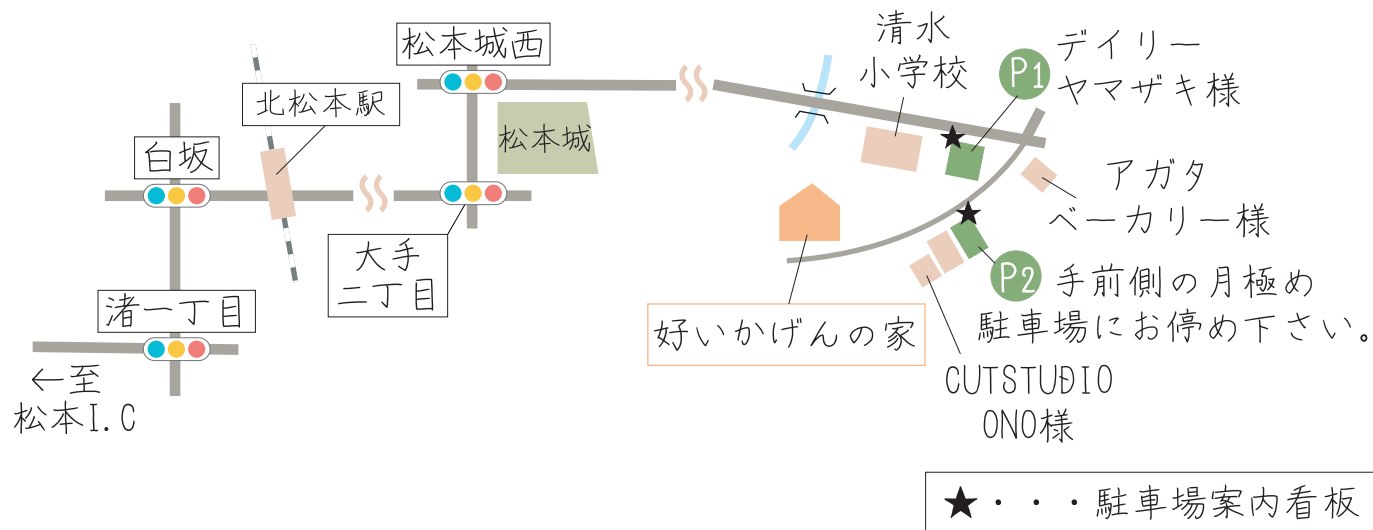 松本城西
清水
小学校
P1
デイリー
ヤマザキ様
北松本駅
松本城
白坂
アガタ
ベーカリー様
大手
二丁目
P2
手前側の月極め
駐車場にお停め下さい。
渚一丁目
好いかげんの家
←至
松本I.C
CUTSTUDIO
ONO様
★・・・駐車場案内看板